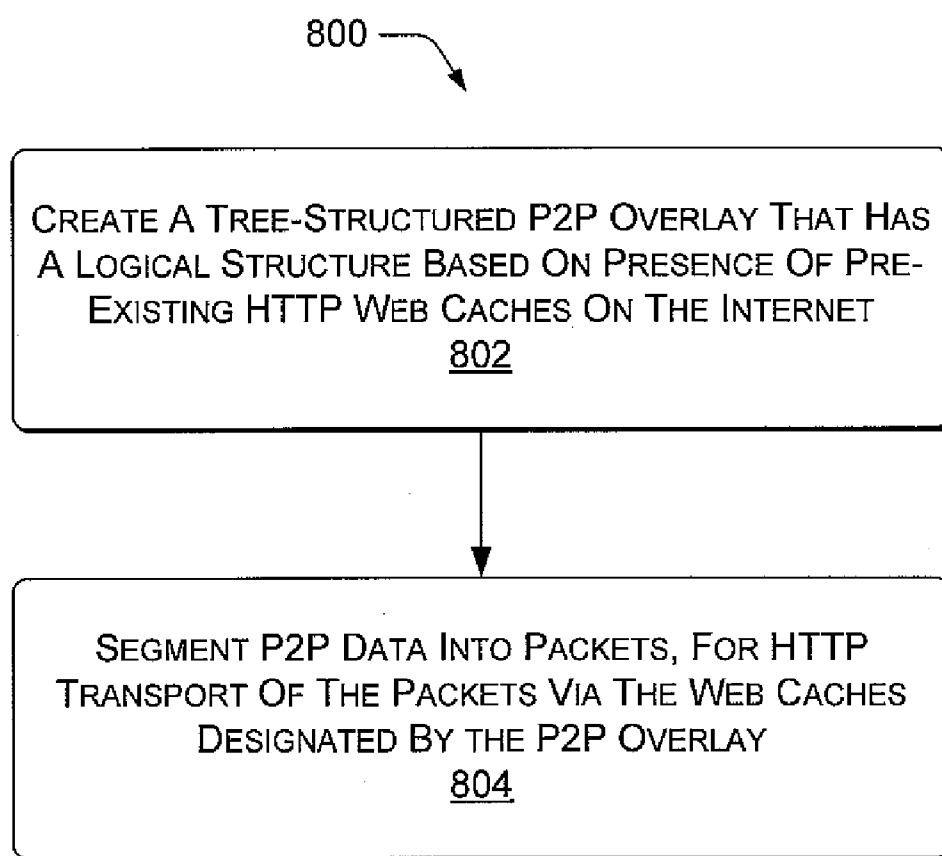 800
CREATE A TREE-STRUCTURED P2P OVERLAY THAT HAS
A LOGICAL STRUCTURE BASED ON PRESENCE OF PRE-
EXISTING HTTP WEB CACHES ON THE INTERNET
802
SEGMENT P2P DATA INTO PACKETS, FOR HTTP
TRANSPORT OF THE PACKETS VIA THE WEB CACHES
DESIGNATED BY THE P2P OVERLAY
804